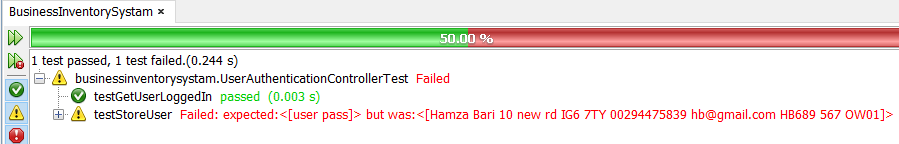 BusinessInventorySystam ×
50.00 %
1 test passed, 1 test failed.(0.244 s)
businessinventorysystam.UserAuthenticationControllerTest Failed
testGetUserLoggedIn passed (0.003 s)
testStoreUser Failed: expected:<[user pass]> but was:<[Hamza Bari 10 new rd IG6 7TY 00294475839 hb@gmail.com HB689 567 OW01]>